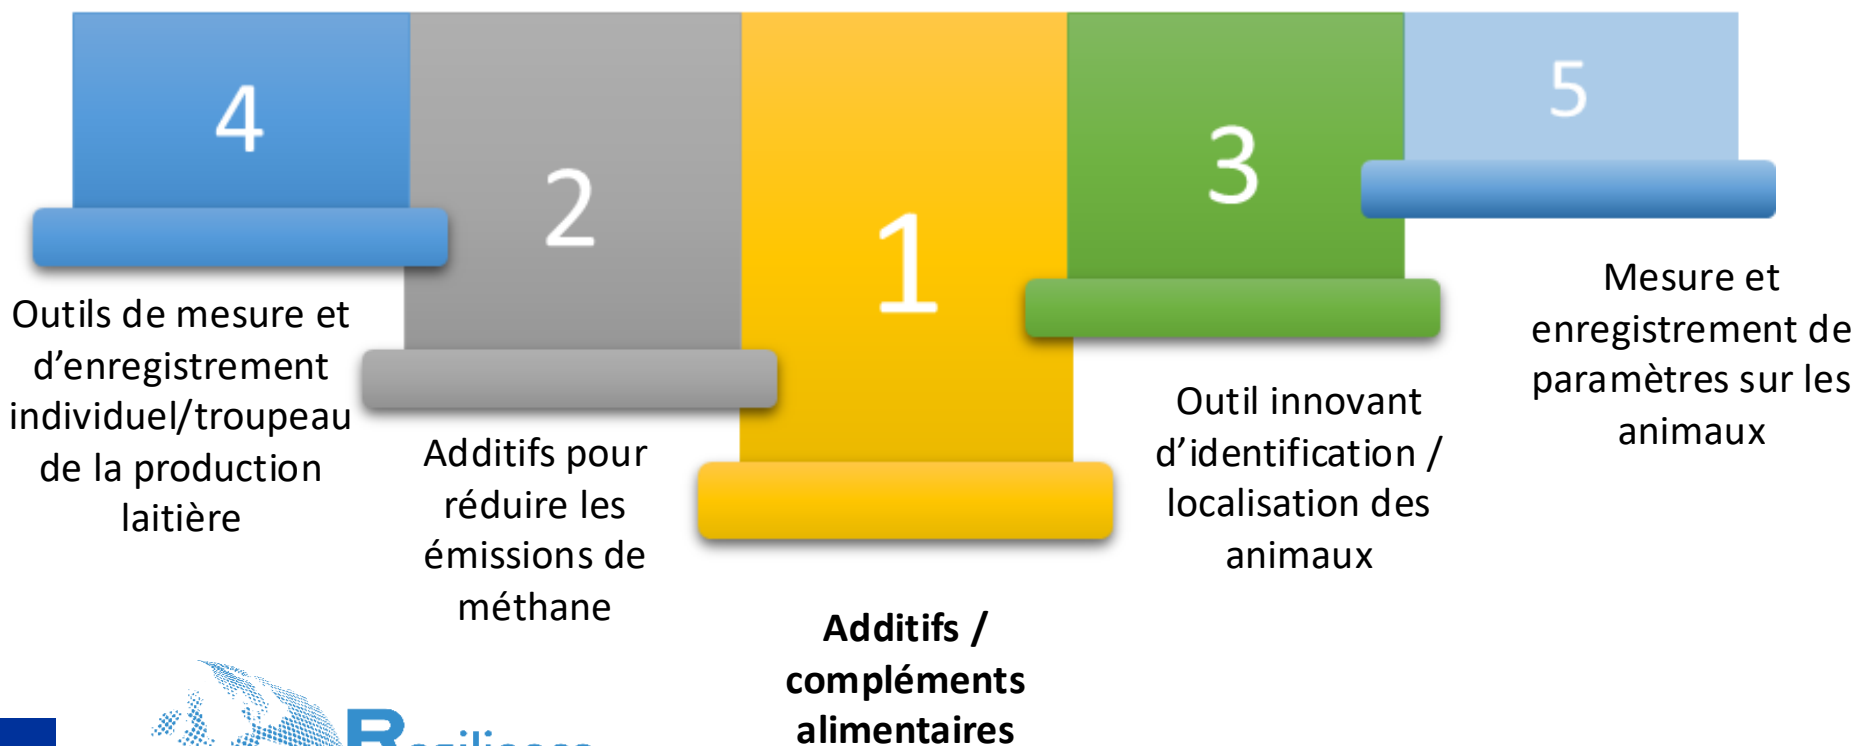 4
Outils de mesure et
d’enregistrement
individuel/troupeau
de la production
laitière
2
Additifs pour
réduire les
émissions de
méthane
1
Additifs /
compléments
alimentaires
3
Outil innovant
d’identification /
localisation des
animaux
5
Mesure et
enregistrement de
paramètres sur les
animaux